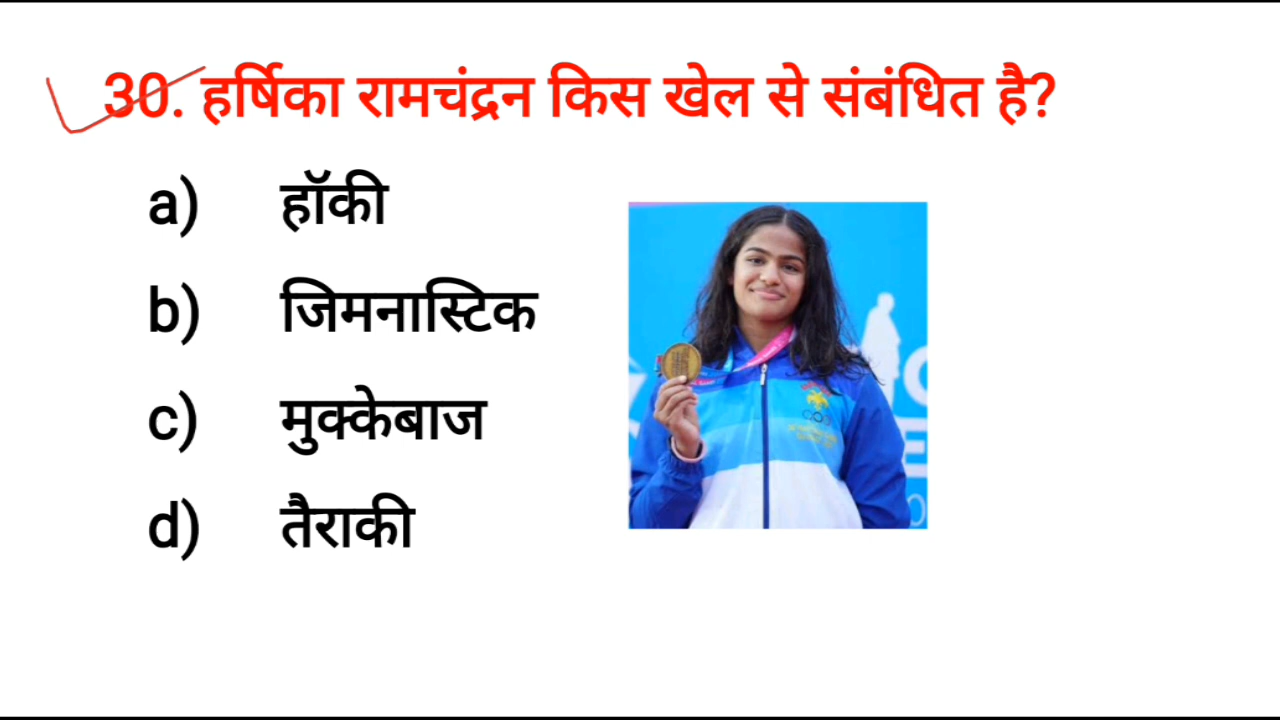 30. हर्षिका रामचंद्रन किस खेल से संबंधित है?
a) हॉकी
b) जिमनास्टिक
c) मुक्केबाज
d) तैराकी